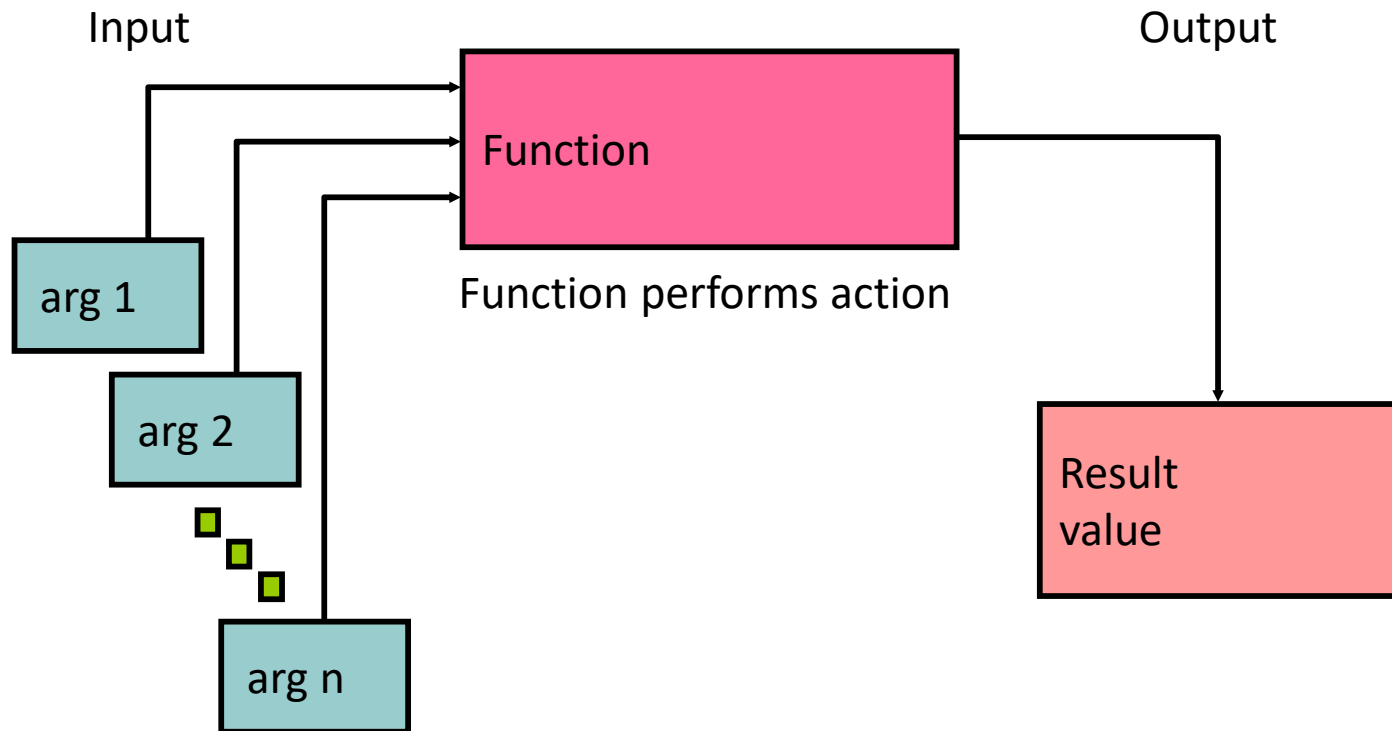 Input
Output
Function
Function performs action
arg 1
arg 2
arg n
Result
value